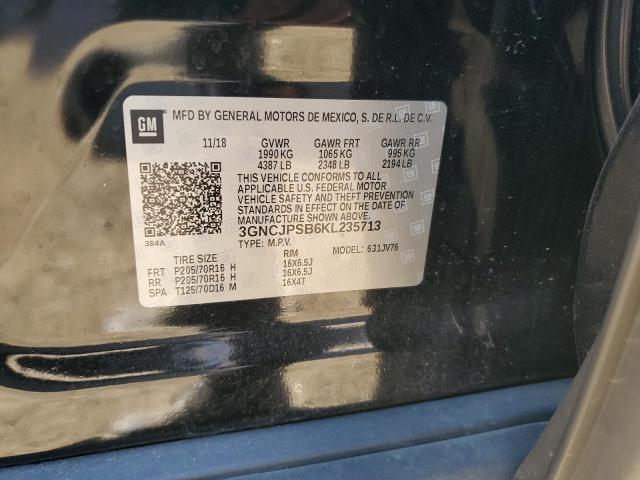 GM
MFD BY GENERAL MOTORS DE MEXICO, S. DE R.L. DE C.V.
11/18 GVWR GAWR FRT GAWR RR
1990 KG 1065 KG 995 KG
4387 LB 2348 LB 2194 LB
THIS VEHICLE CONFORMS TO ALL
APPLICABLE U.S. FEDERAL MOTOR
VEHICLE SAFETY AND THEFT PREVENTION
STANDARDS IN EFFECT ON THE DATE
OF MANUFACTURE SHOWN ABOVE.
3GNCJPSB6KL235713
384A TYPE: M.P.V. MODEL: 631JV76
TIRE SIZE RIM
FRT P205/70R16 H 16X6.5J
RR P205/70R16 H 16X6.5J
SPA T125/70D16 M 16X4T